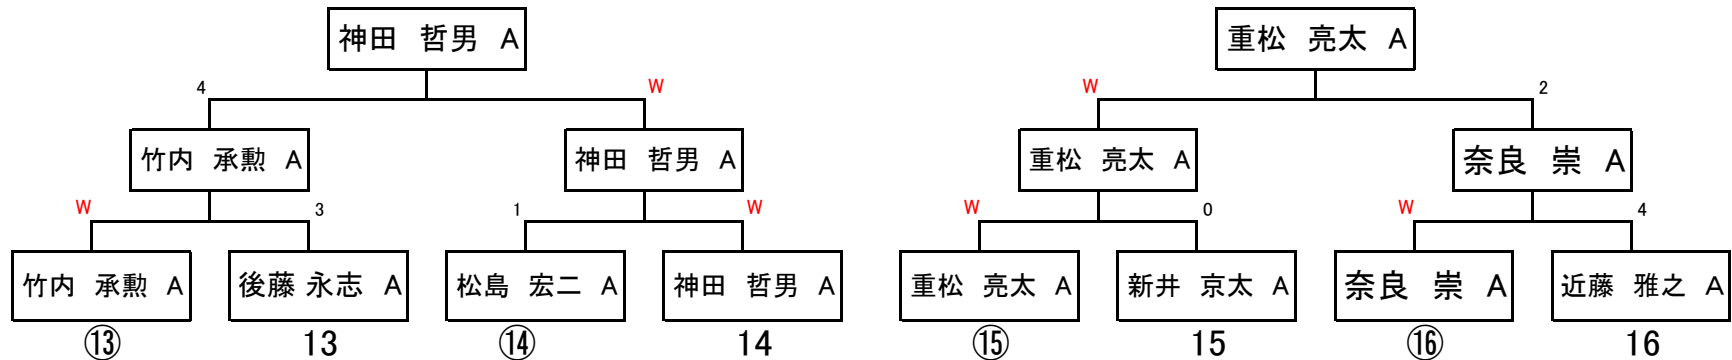 神田 哲男 A 重松 亮太 A
4 W W 2
竹内 承勲 A 神田 哲男 A 重松 亮太 A 奈良 崇 A
W 3 1 W W 0 W 4
竹内 承勲 A 後藤 永志 A 松島 宏二 A 神田 哲男 A 重松 亮太 A 新井 京太 A 奈良 崇 A 近藤 雅之 A
⑬ 13 ⑭ 14 ⑮ 15 ⑯ 16